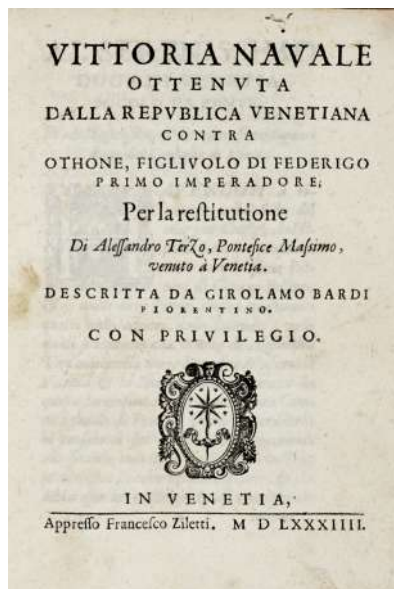 VITTORIA NAVALE
OTTENVTA
DALLA REPVBLICA VENETIANA
CONTRA
OTHONE, FIGLIVOLO DI FEDERIGO
PRIMO IMPERADORE;
Per la reſtitutione
Di Aleſſandro Terzo, Pontefice Maſsimo,
venuto à Venetia.
DESCRITTA DA GIROLAMO BARDI
FIORENTINO.
CON PRIVILEGIO.
IN VENETIA,
Appreſſo Franceſco Ziletti. M D LXXXIIII.